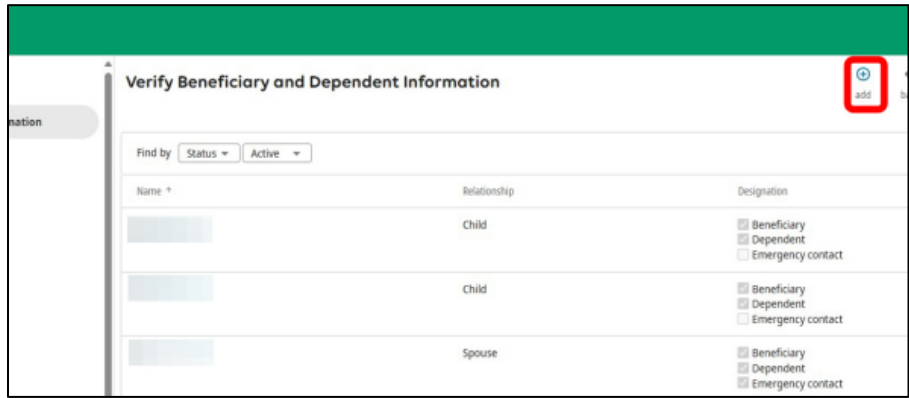 Verify Beneficiary and Dependent Information
add
nation
Find by Status Active
Name ↑ Relationship Designation
Child Beneficiary
Dependent
Emergency contact
Child Beneficiary
Dependent
Emergency contact
Spouse Beneficiary
Dependent
Emergency contact